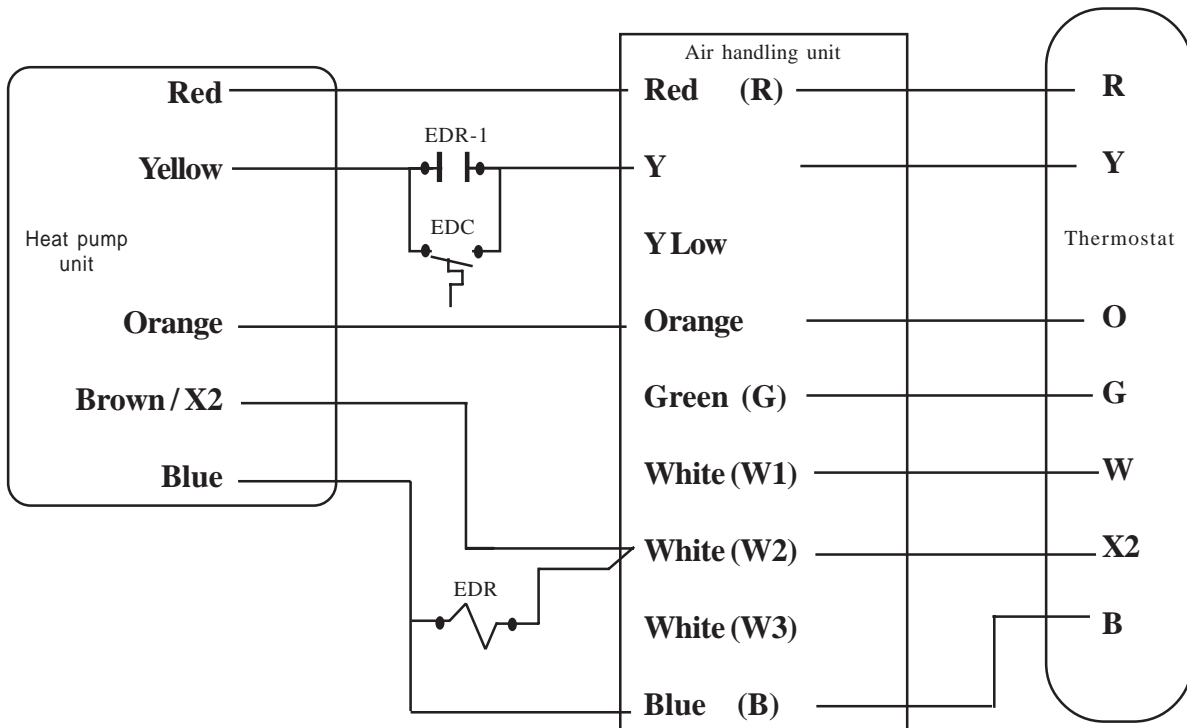 Red
Yellow
Heat pump
unit
Orange
Brown / X2
Blue
EDR-1
EDC
EDR
Air handling unit
Red (R)
Y
Y Low
Orange
Green (G)
White (W1)
White (W2)
White (W3)
Blue (B)
R
Y
Thermostat
O
G
W
X2
B